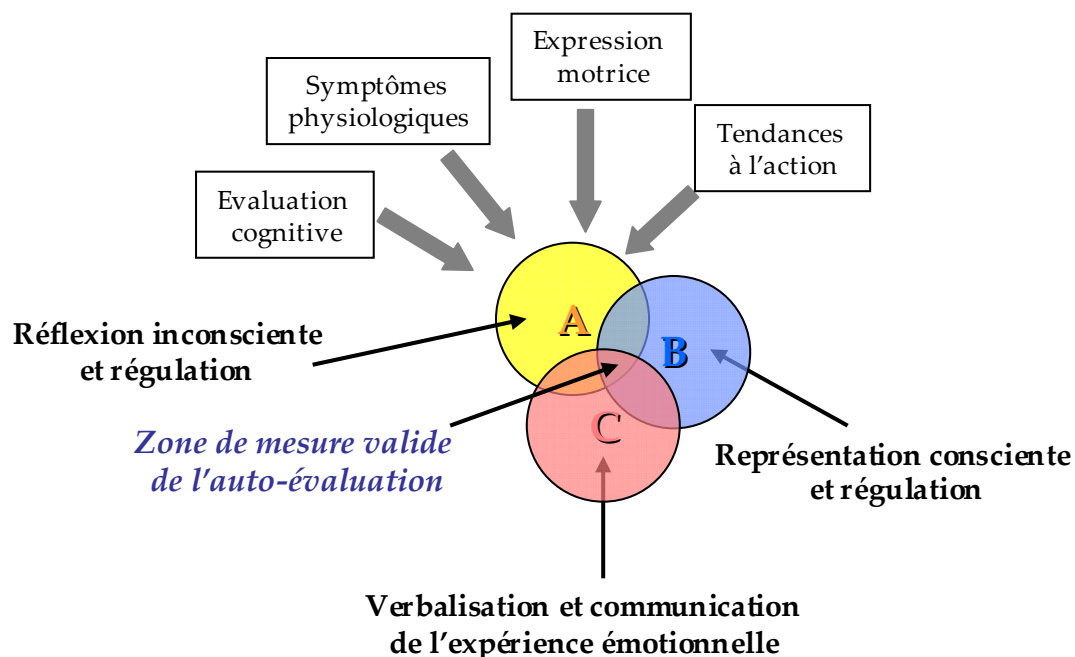 Expression
motrice
Symptômes
physiologiques
Tendances
à l'action
Evaluation
cognitive
A
B
C
Réflexion inconsciente
et régulation
Zone de mesure valide
de l'auto-évaluation
Représentation consciente
et régulation
Verbalisation et communication
de l'expérience émotionnelle